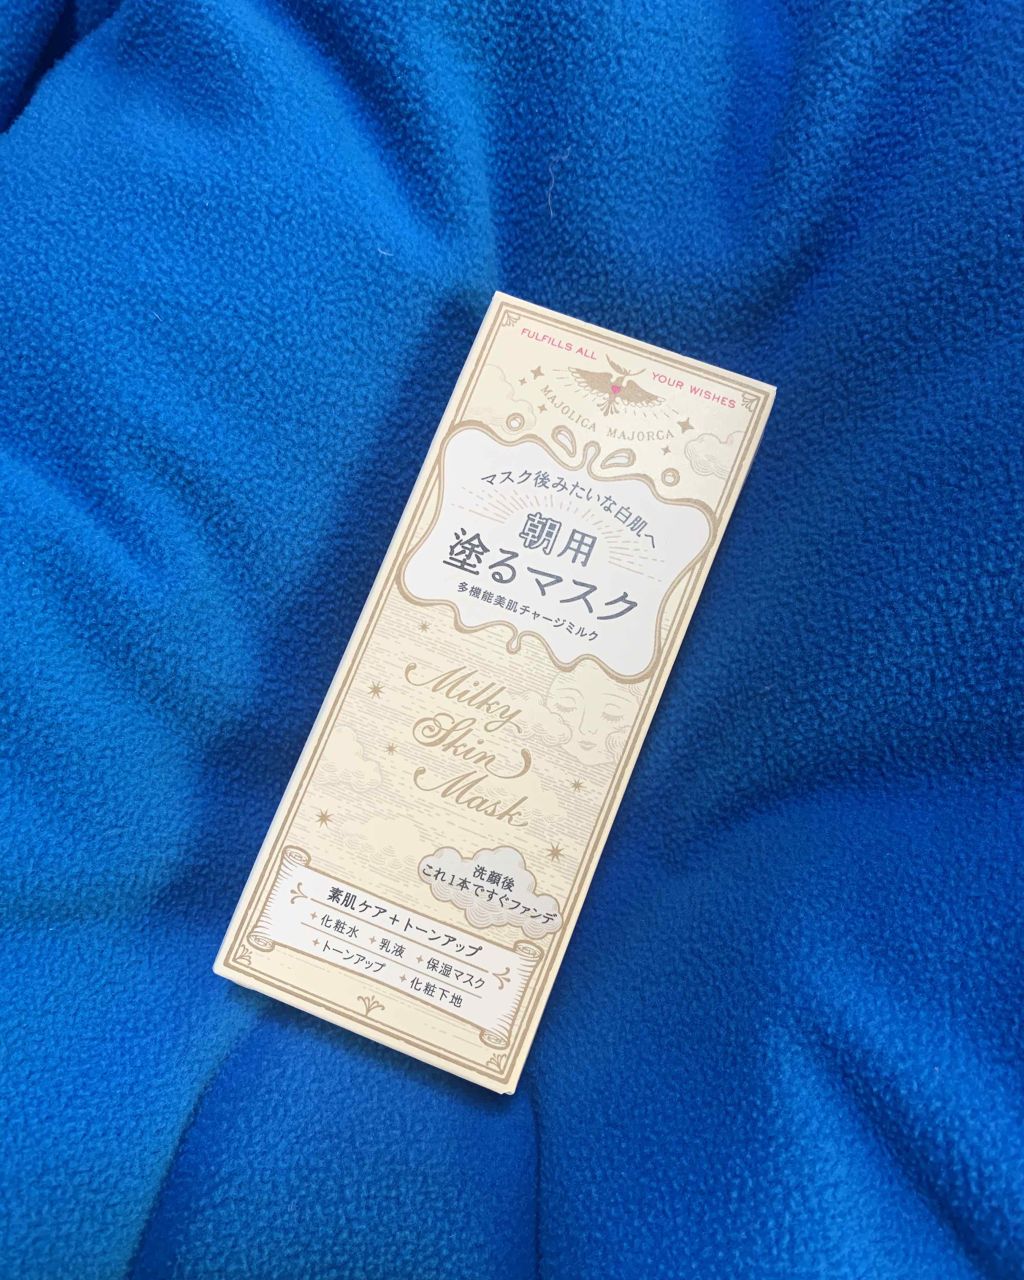 FULFILLS ALL YOUR WISHES
MAJOLICA MAJORCA
マスク後みたいな白肌へ
朝用
塗るマスク
多機能美肌チャージミルク
Milky
Skin
Mask
洗顔後
これ1本ですぐファンデ
素肌ケア+トーンアップ
化粧水 乳液 保湿マスク
トーンアップ 化粧下地